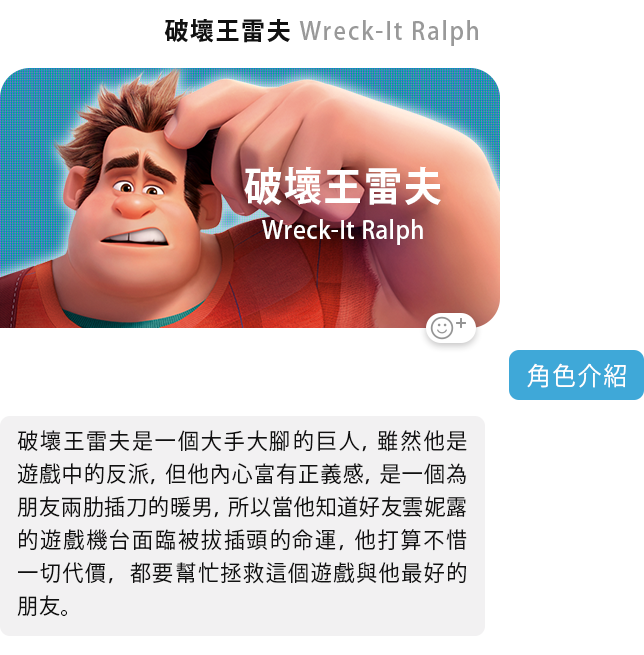 破壞王雷夫 Wreck-It Ralph
破壞王雷夫
Wreck-It Ralph
角色介紹
破壞王雷夫是一個大手大腳的巨人, 雖然他是
遊戲中的反派, 但他內心富有正義感, 是一個為
朋友兩肋插刀的暖男, 所以當他知道好友雲妮露
的遊戲機台面臨被拔插頭的命運, 他打算不惜
一切代價, 都要幫忙拯救這個遊戲與他最好的
朋友。